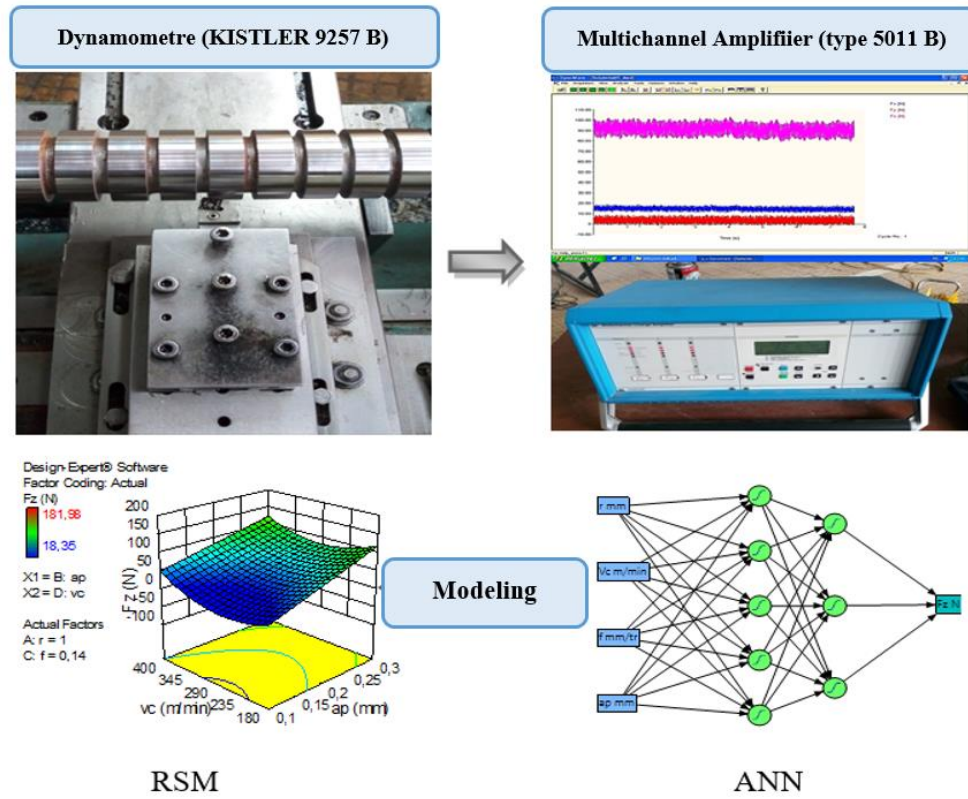 Dynamometre (KISTLER 9257 B)
Multichannel Amplifiier (type 5011 B)
Time (s)
Design-Expert® Software
Factor Coding: Actual
Fz (N)
181,98
18,35
X1 = B: ap
X2 = D: vc
Actual Factors
A: r = 1
C: f = 0,14
200
150
100
50
0
-50
-100
Fz (N)
400
345
290
235
180
vc (m/min)
0,3
0,25
0,2
0,15
0,1
ap (mm)
Modeling
r mm
Vc m/min
f mm/tr
ap mm
Fz N
RSM
ANN